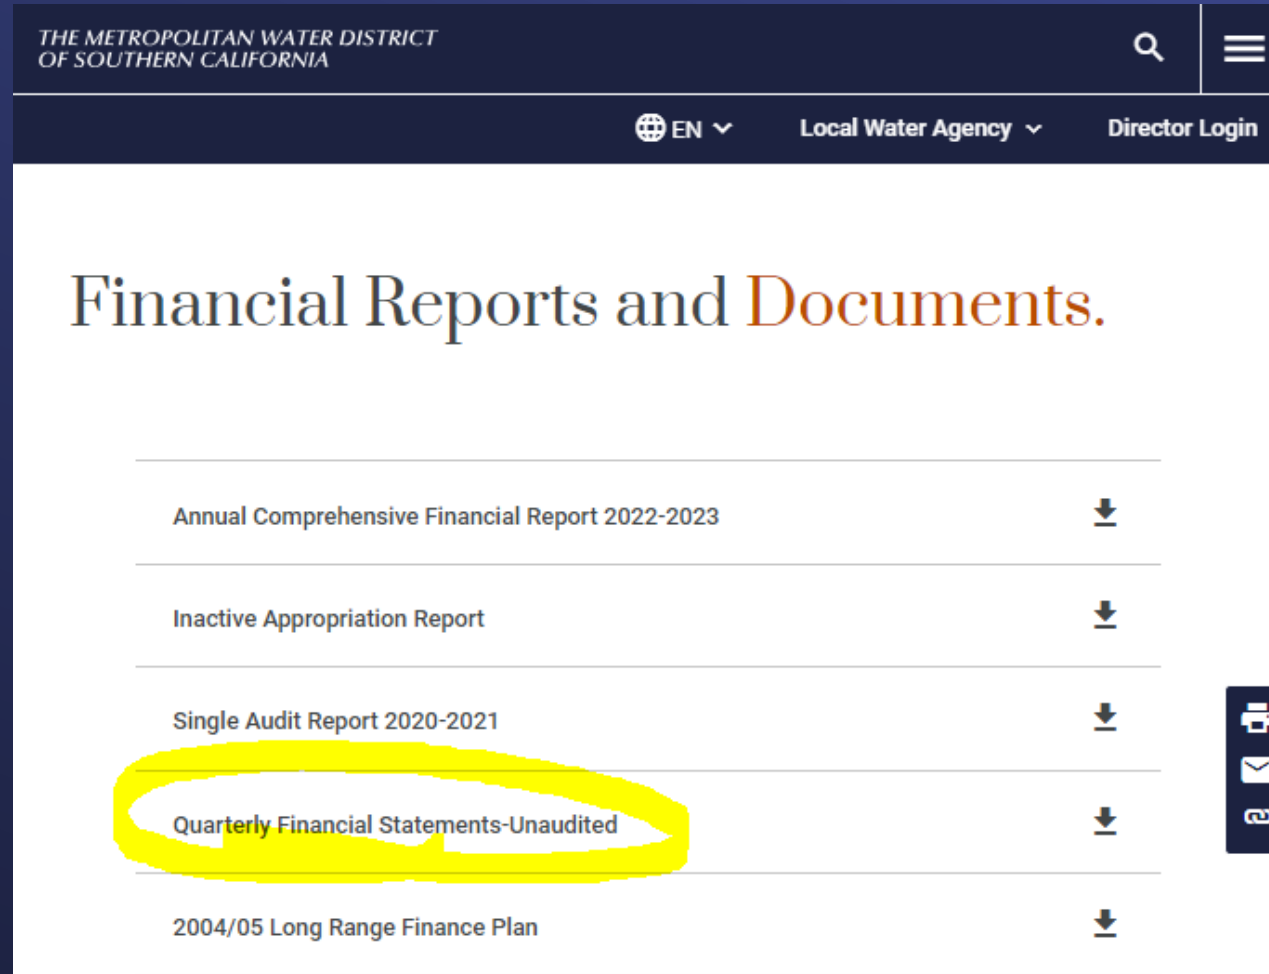 THE METROPOLITAN WATER DISTRICT
OF SOUTHERN CALIFORNIA
EN
Local Water Agency
Director Login
Financial Reports and Documents.
Annual Comprehensive Financial Report 2022-2023
Inactive Appropriation Report
Single Audit Report 2020-2021
Quarterly Financial Statements-Unaudited
2004/05 Long Range Finance Plan